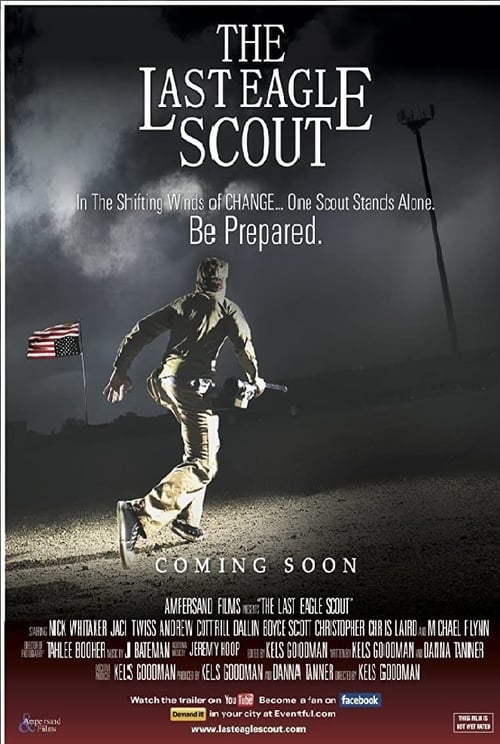 THE
LAST EAGLE
SCOUT
In The Shifting Winds of CHANGE... One Scout Stands Alone.
Be Prepared.
COMING SOON
AMPERSAND FILMS PRESENTS "THE LAST EAGLE SCOUT"
STARRING NICK WHITAKER JACI TWISS ANDREW COTTRILL DALLIN BOYCE SCOTT CHRISTOPHER CHRIS LAIRD AND MICHAEL FLYNN
DIRECTOR OF PHOTOGRAPHY TAHLEE BOOHER MUSIC BY JJ BATEMAN JEREMY HOOP EDITED BY KELS GOODMAN WRITTEN BY KELS GOODMAN AND DANNA TANNER
EXECUTIVE PRODUCER KELS GOODMAN PRODUCED BY KELS GOODMAN AND DANNA TANNER DIRECTED BY KELS GOODMAN
Watch the trailer on YouTube Become a fan on facebook
Demand it! in your city at Eventful.com
www.lasteaglescout.com
& Ampersand Films
THIS FILM IS
NOT YET RATED